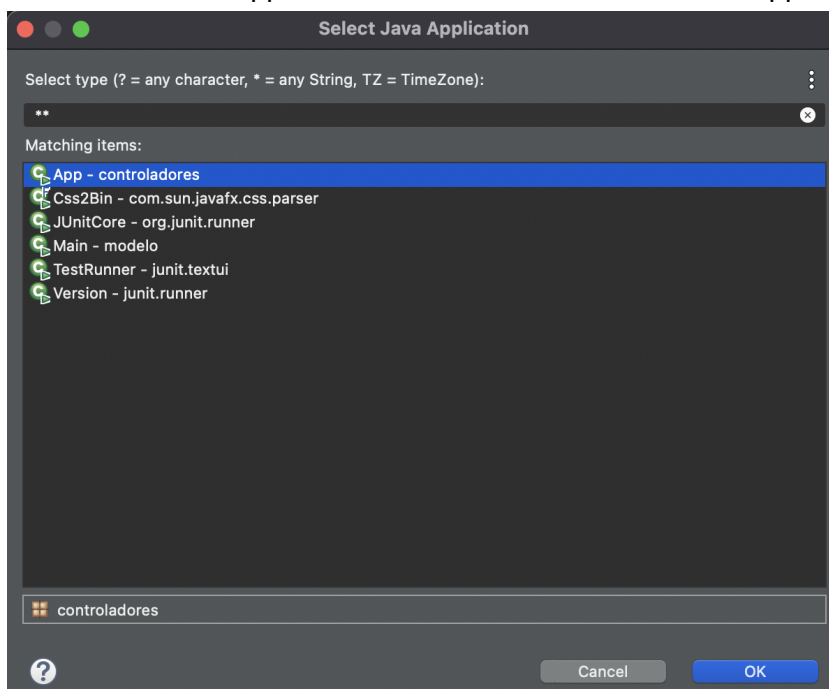 Select Java Application
Select type (? = any character, * = any String, TZ = TimeZone):
**
Matching items:
App - controladores
Css2Bin - com.sun.javafx.css.parser
JUnitCore - org.junit.runner
Main - modelo
TestRunner - junit.textui
Version - junit.runner
controladores
Cancel
OK